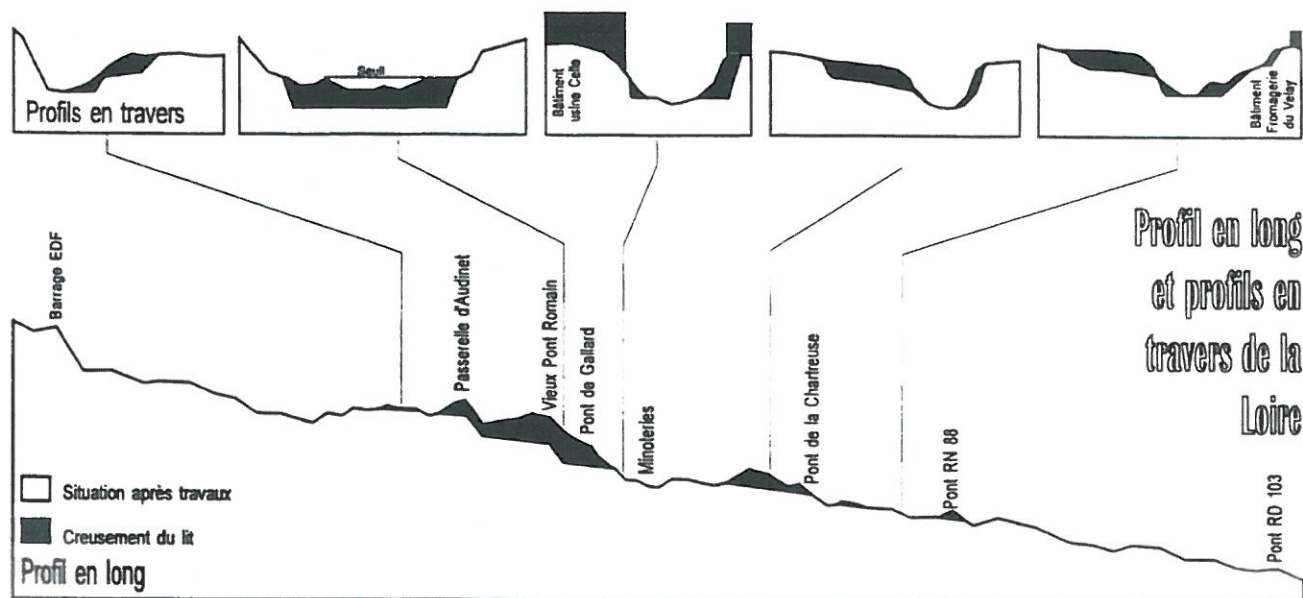 Profils en travers
Seuil
Bâtiment
usine Celle
Bâtiment
Fromagerie
du Velay
Profil en long
et profils en
travers de la
Loire
Barrage EDF
Passerelle d'Audinet
Vieux Pont Romain
Pont de Gallard
Minoteries
Pont de la Chartreuse
Pont RN 88
Pont RD 103
Situation après travaux
Creusement du lit
Profil en long